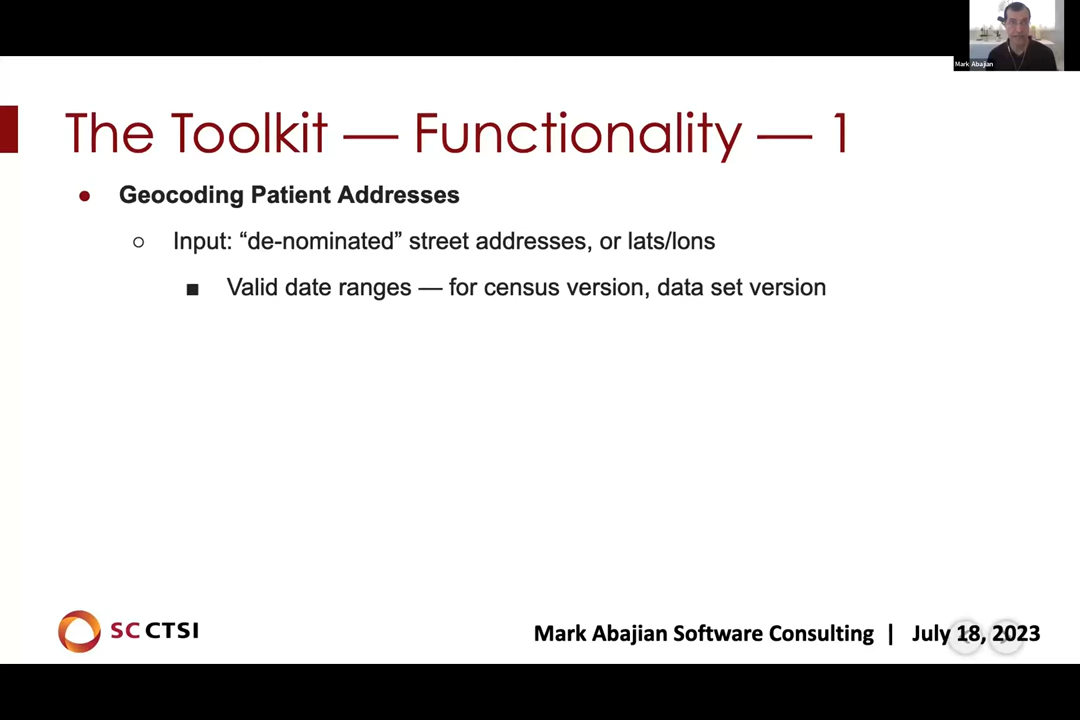 Mark Abajian
The Toolkit — Functionality — 1
● Geocoding Patient Addresses
○ Input: “de-nominated” street addresses, or lats/lons
■ Valid date ranges — for census version, data set version
SC CTSI
Mark Abajian Software Consulting | July 18, 2023